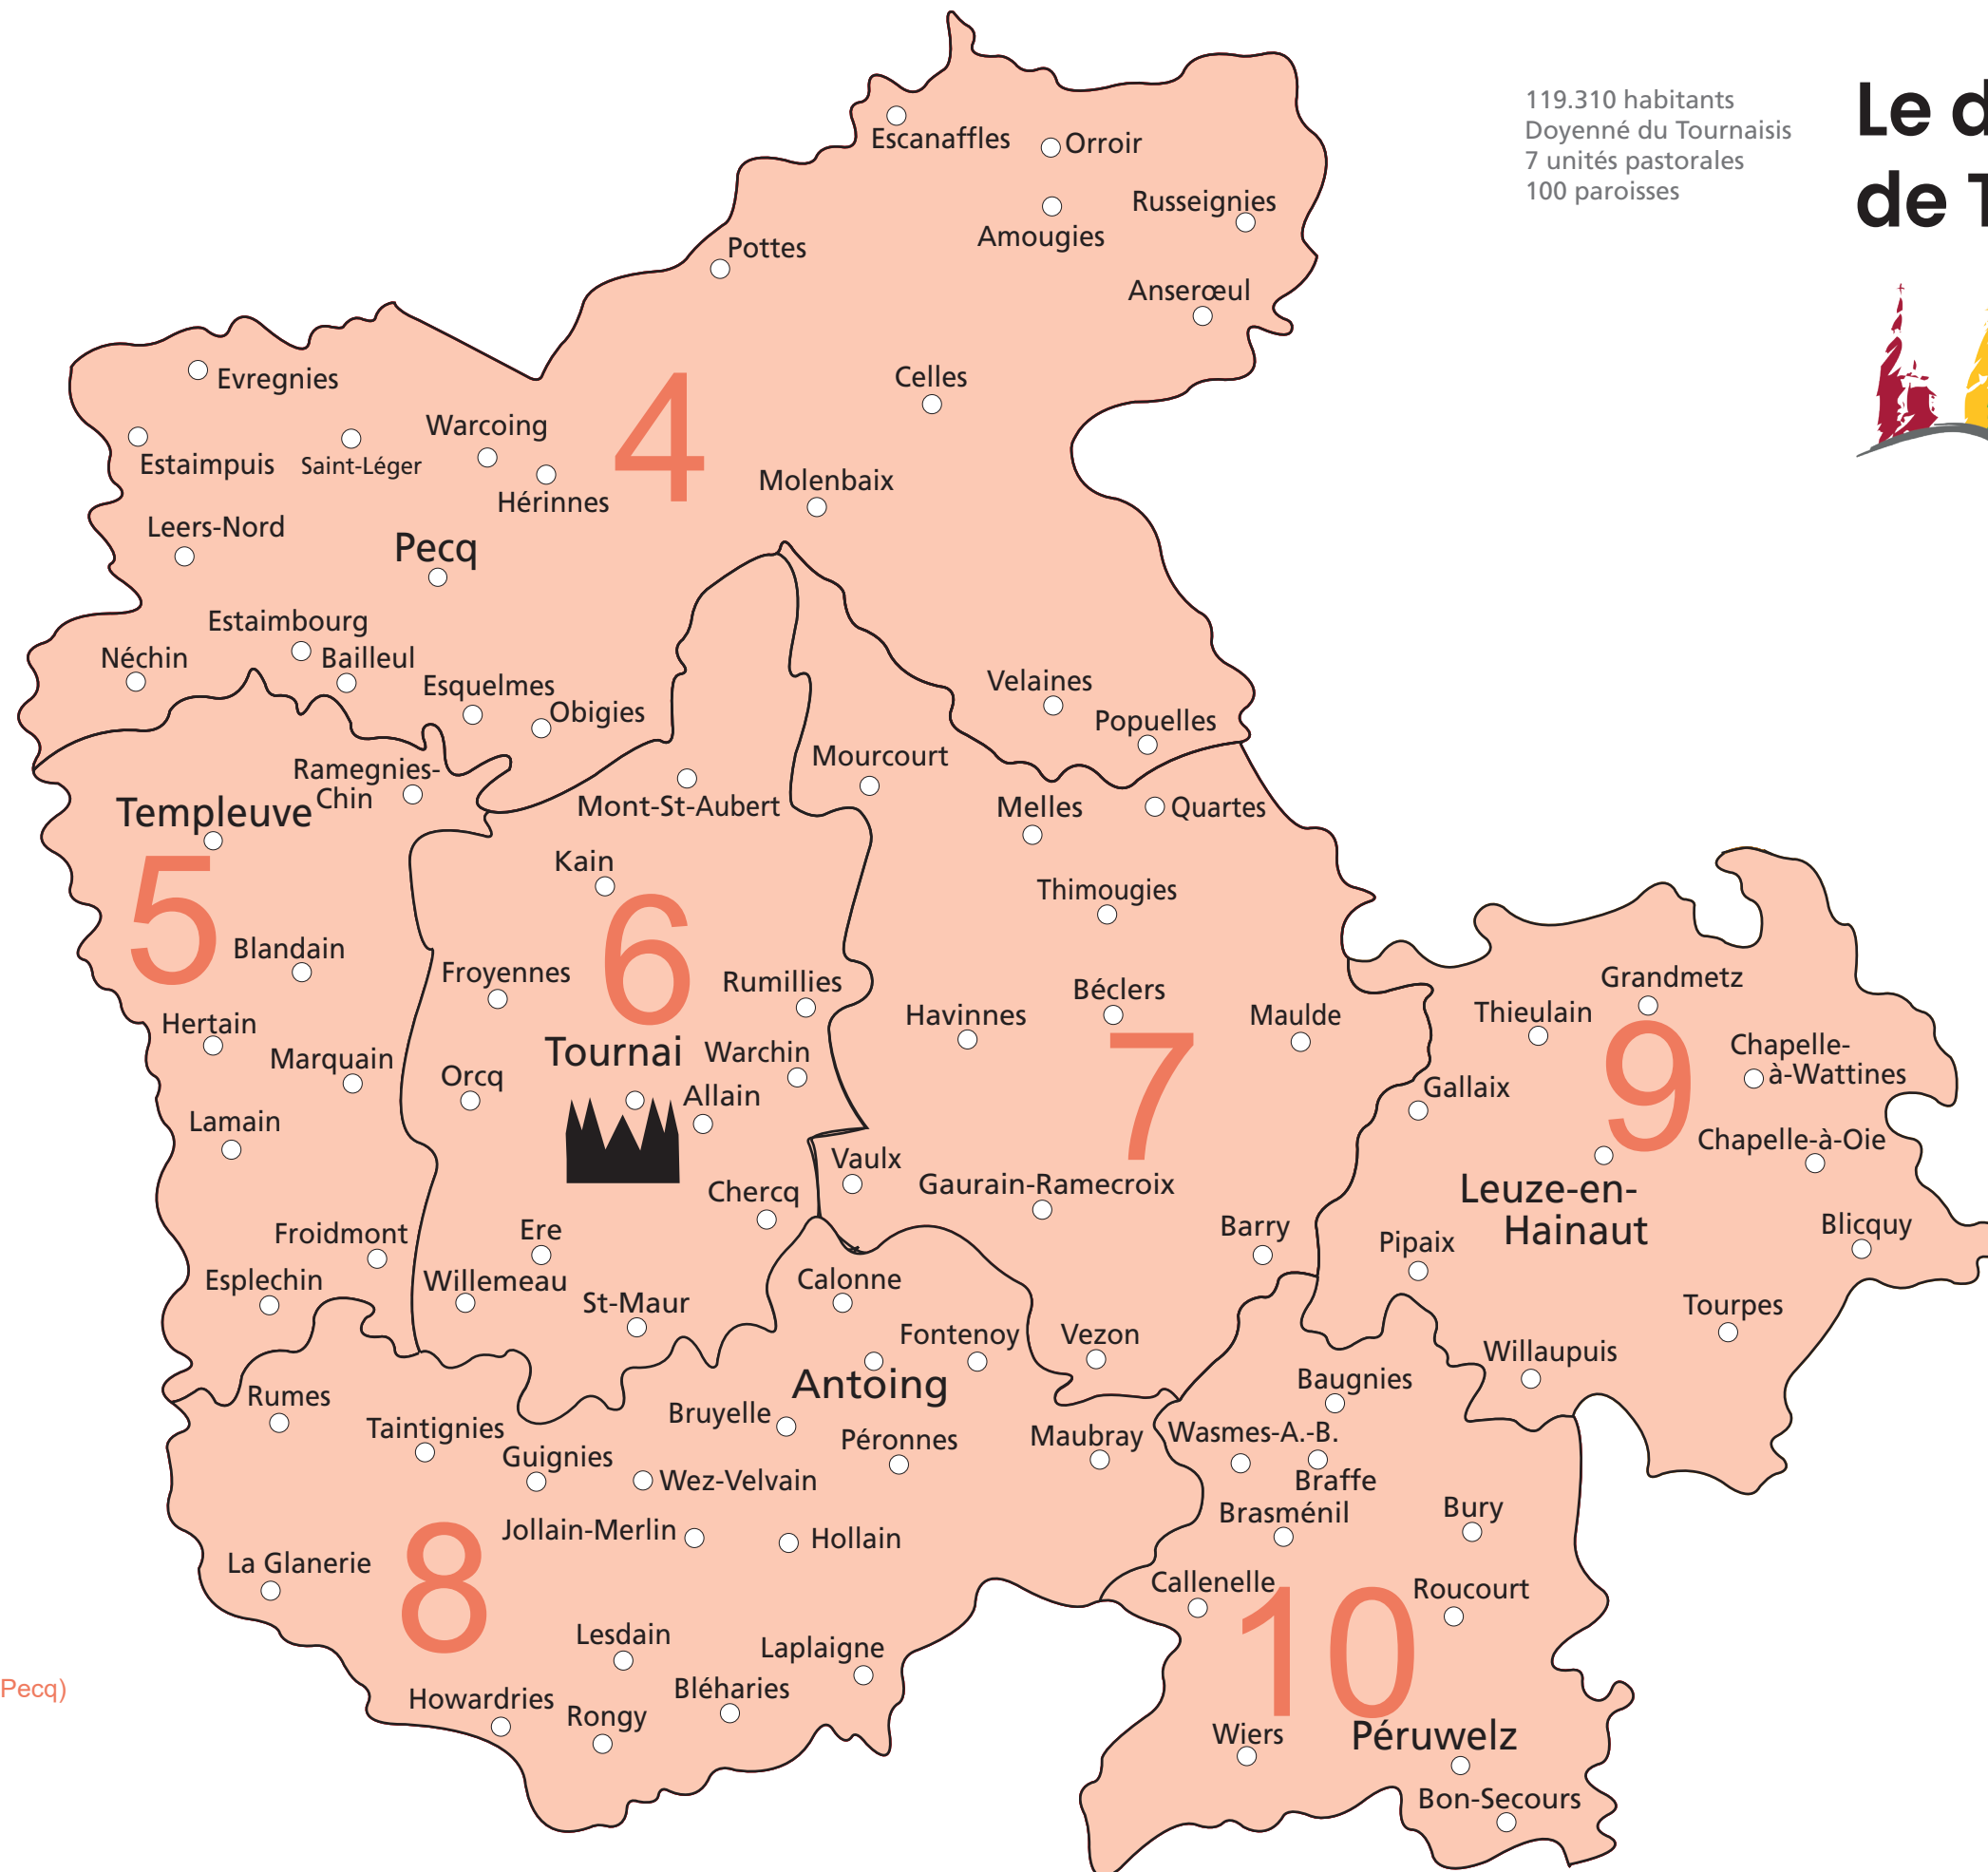 119.310 habitants
Doyenné du Tournaisis
7 unités pastorales
100 paroisses
Le d
de T
Escanaffles
Orroir
Russeignies
Amougies
Pottes
Anserœul
Evregnies
Celles
4
Warcoing
Estaimpuis
Saint-Léger
Hérinnes
Molenbaix
Leers-Nord
Pecq
Estaimbourg
Néchin
Bailleul
Esquelmes
Obigies
Velaines
Popuelles
Mourcourt
Ramegnies-
Chin
Templeuve
Mont-St-Aubert
Melles
Quartes
5
Kain
6
Thimougies
Blandain
Froyennes
Rumillies
Béclers
Grandmetz
Hertain
Havinnes
Maulde
Thieulain
Marquain
Tournai
Warchin
7
9
Chapelle-
à-Wattines
Orcq
Allain
Gallaix
Lamain
Vaulx
Chapelle-à-Oie
Chercq
Gaurain-Ramecroix
Leuze-en-
Hainaut
Froidmont
Ere
Barry
Pipaix
Blicquy
Esplechin
Willemeau
St-Maur
Calonne
Tourpes
Fontenoy
Vezon
Willaupuis
Antoing
Rumes
Baugnies
Taintignies
Bruyelle
Péronnes
Maubray
Wasmes-A.-B.
Guignies
Wez-Velvain
Braffe
Brasménil
Bury
Jollain-Merlin
Hollain
La Glanerie
8
Callenelle
10
Roucourt
Lesdain
Laplaigne
Pecq)
Howardries
Rongy
Bléharies
Wiers
Péruwelz
Bon-Secours